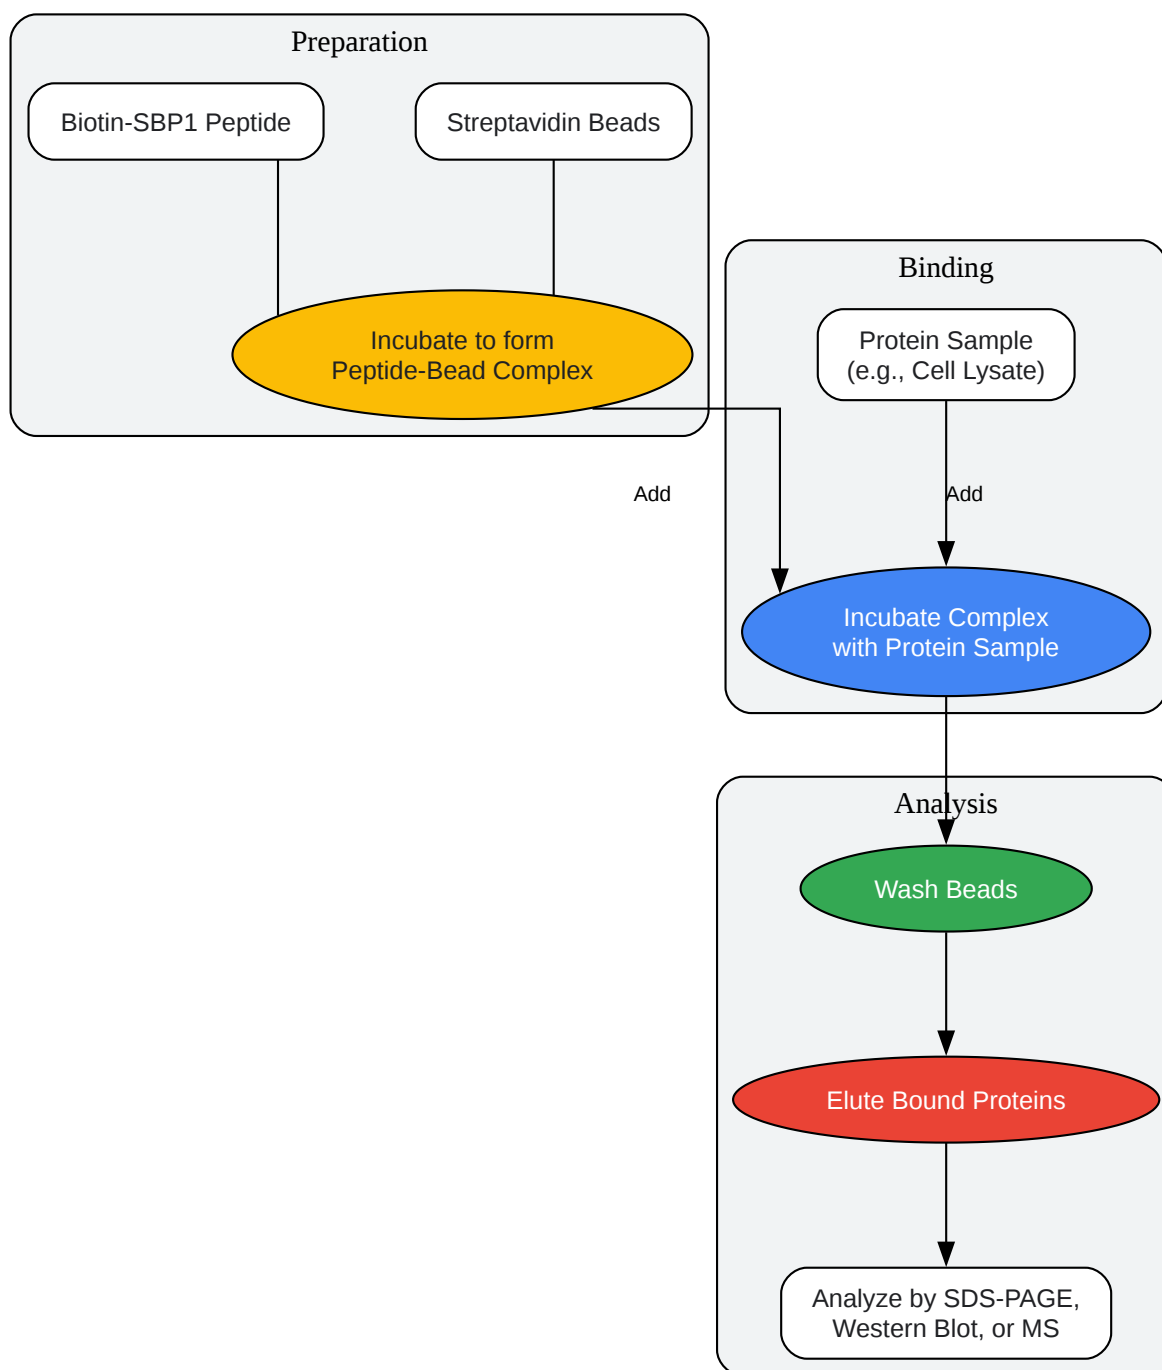 Preparation
Biotin-SBP1 Peptide
Streptavidin Beads
Incubate to form
Peptide-Bead Complex
Binding
Protein Sample
(e.g., Cell Lysate)
Add
Add
Incubate Complex
with Protein Sample
Analysis
Wash Beads
Elute Bound Proteins
Analyze by SDS-PAGE,
Western Blot, or MS